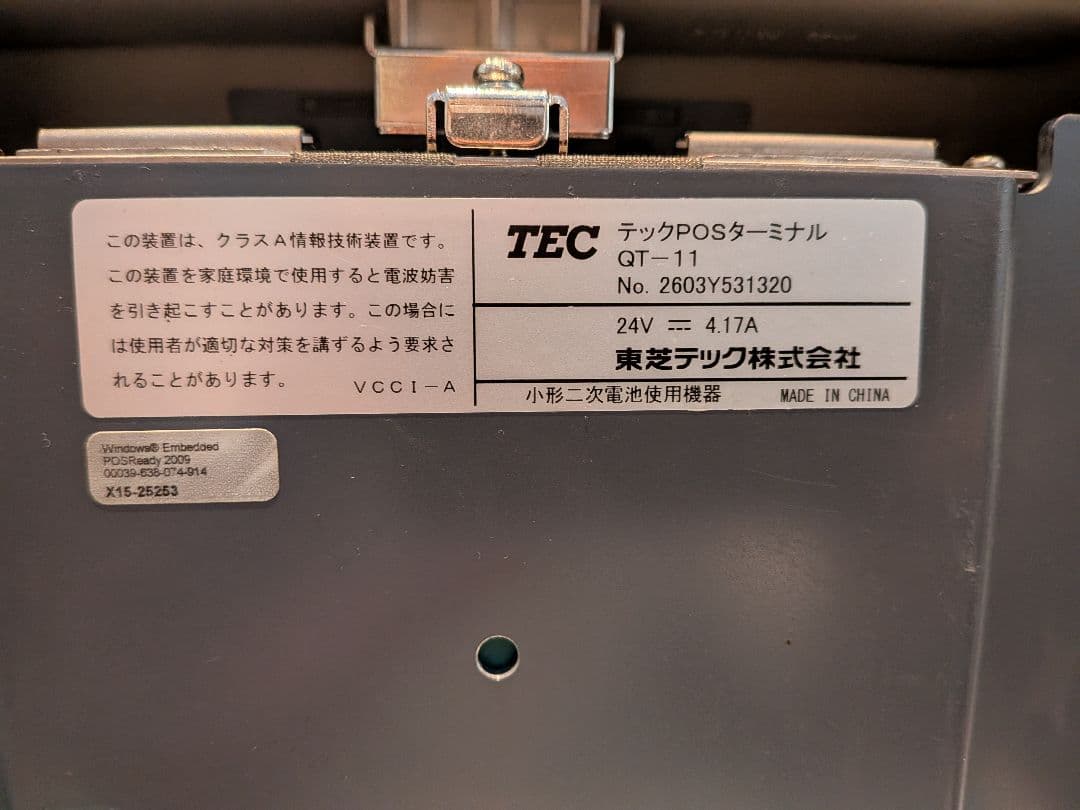 この装置は、クラスA情報技術装置です。
この装置を家庭環境で使用すると電波妨害
を引き起こすことがあります。この場合に
は使用者が適切な対策を講ずるよう要求さ
れることがあります。 VCCI-A
TEC テックPOSターミナル
QT-11
No. 2603Y531320
24V ⎓ 4.17A
東芝テック株式会社
小形二次電池使用機器 MADE IN CHINA
Windows® Embedded
POSReady 2009
00039-638-074-914
X15-25253